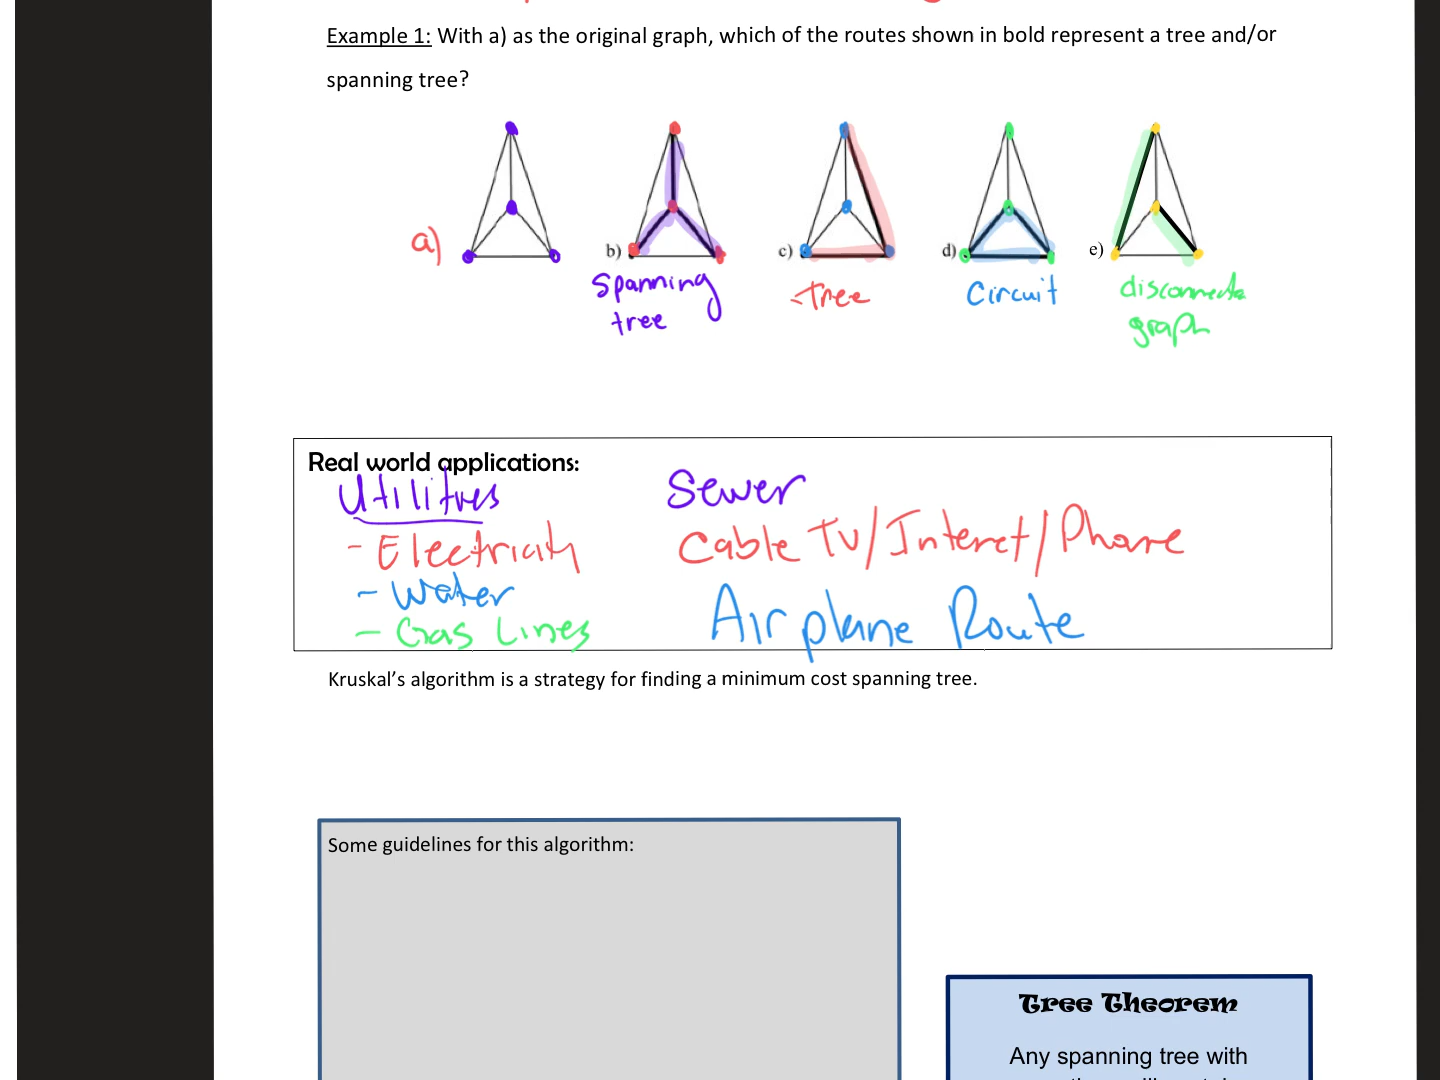 Example 1: With a) as the original graph, which of the routes shown in bold represent a tree and/or
spanning tree?
a) b) c) d) e)
Spanning tree Circuit disconnecte
tree graph
Real world applications:
Utilities Sewer
- Electricity Cable TV/Interet/Phone
- Water Airplane Route
- Gas Lines
Kruskal's algorithm is a strategy for finding a minimum cost spanning tree.
Some guidelines for this algorithm:
Tree Theorem
Any spanning tree with